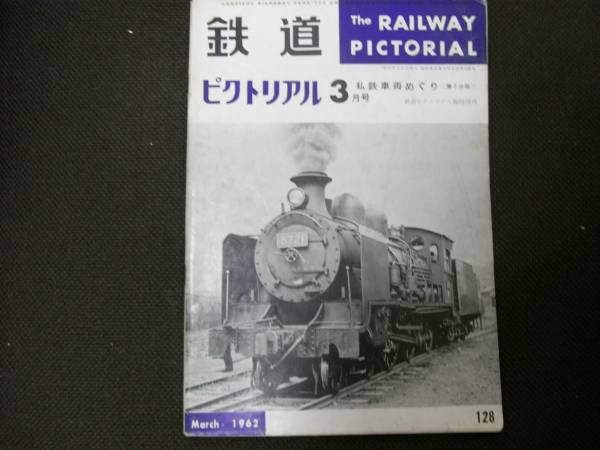 鉄道
The RAILWAY
PICTORIAL
ピクトリアル 3月号
私鉄車両めぐり
March · 1962
128